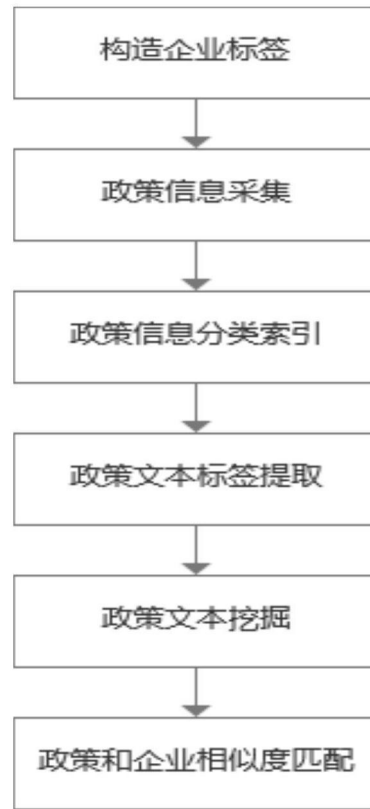 构造企业标签
政策信息采集
政策信息分类索引
政策文本标签提取
政策文本挖掘
政策和企业相似度匹配